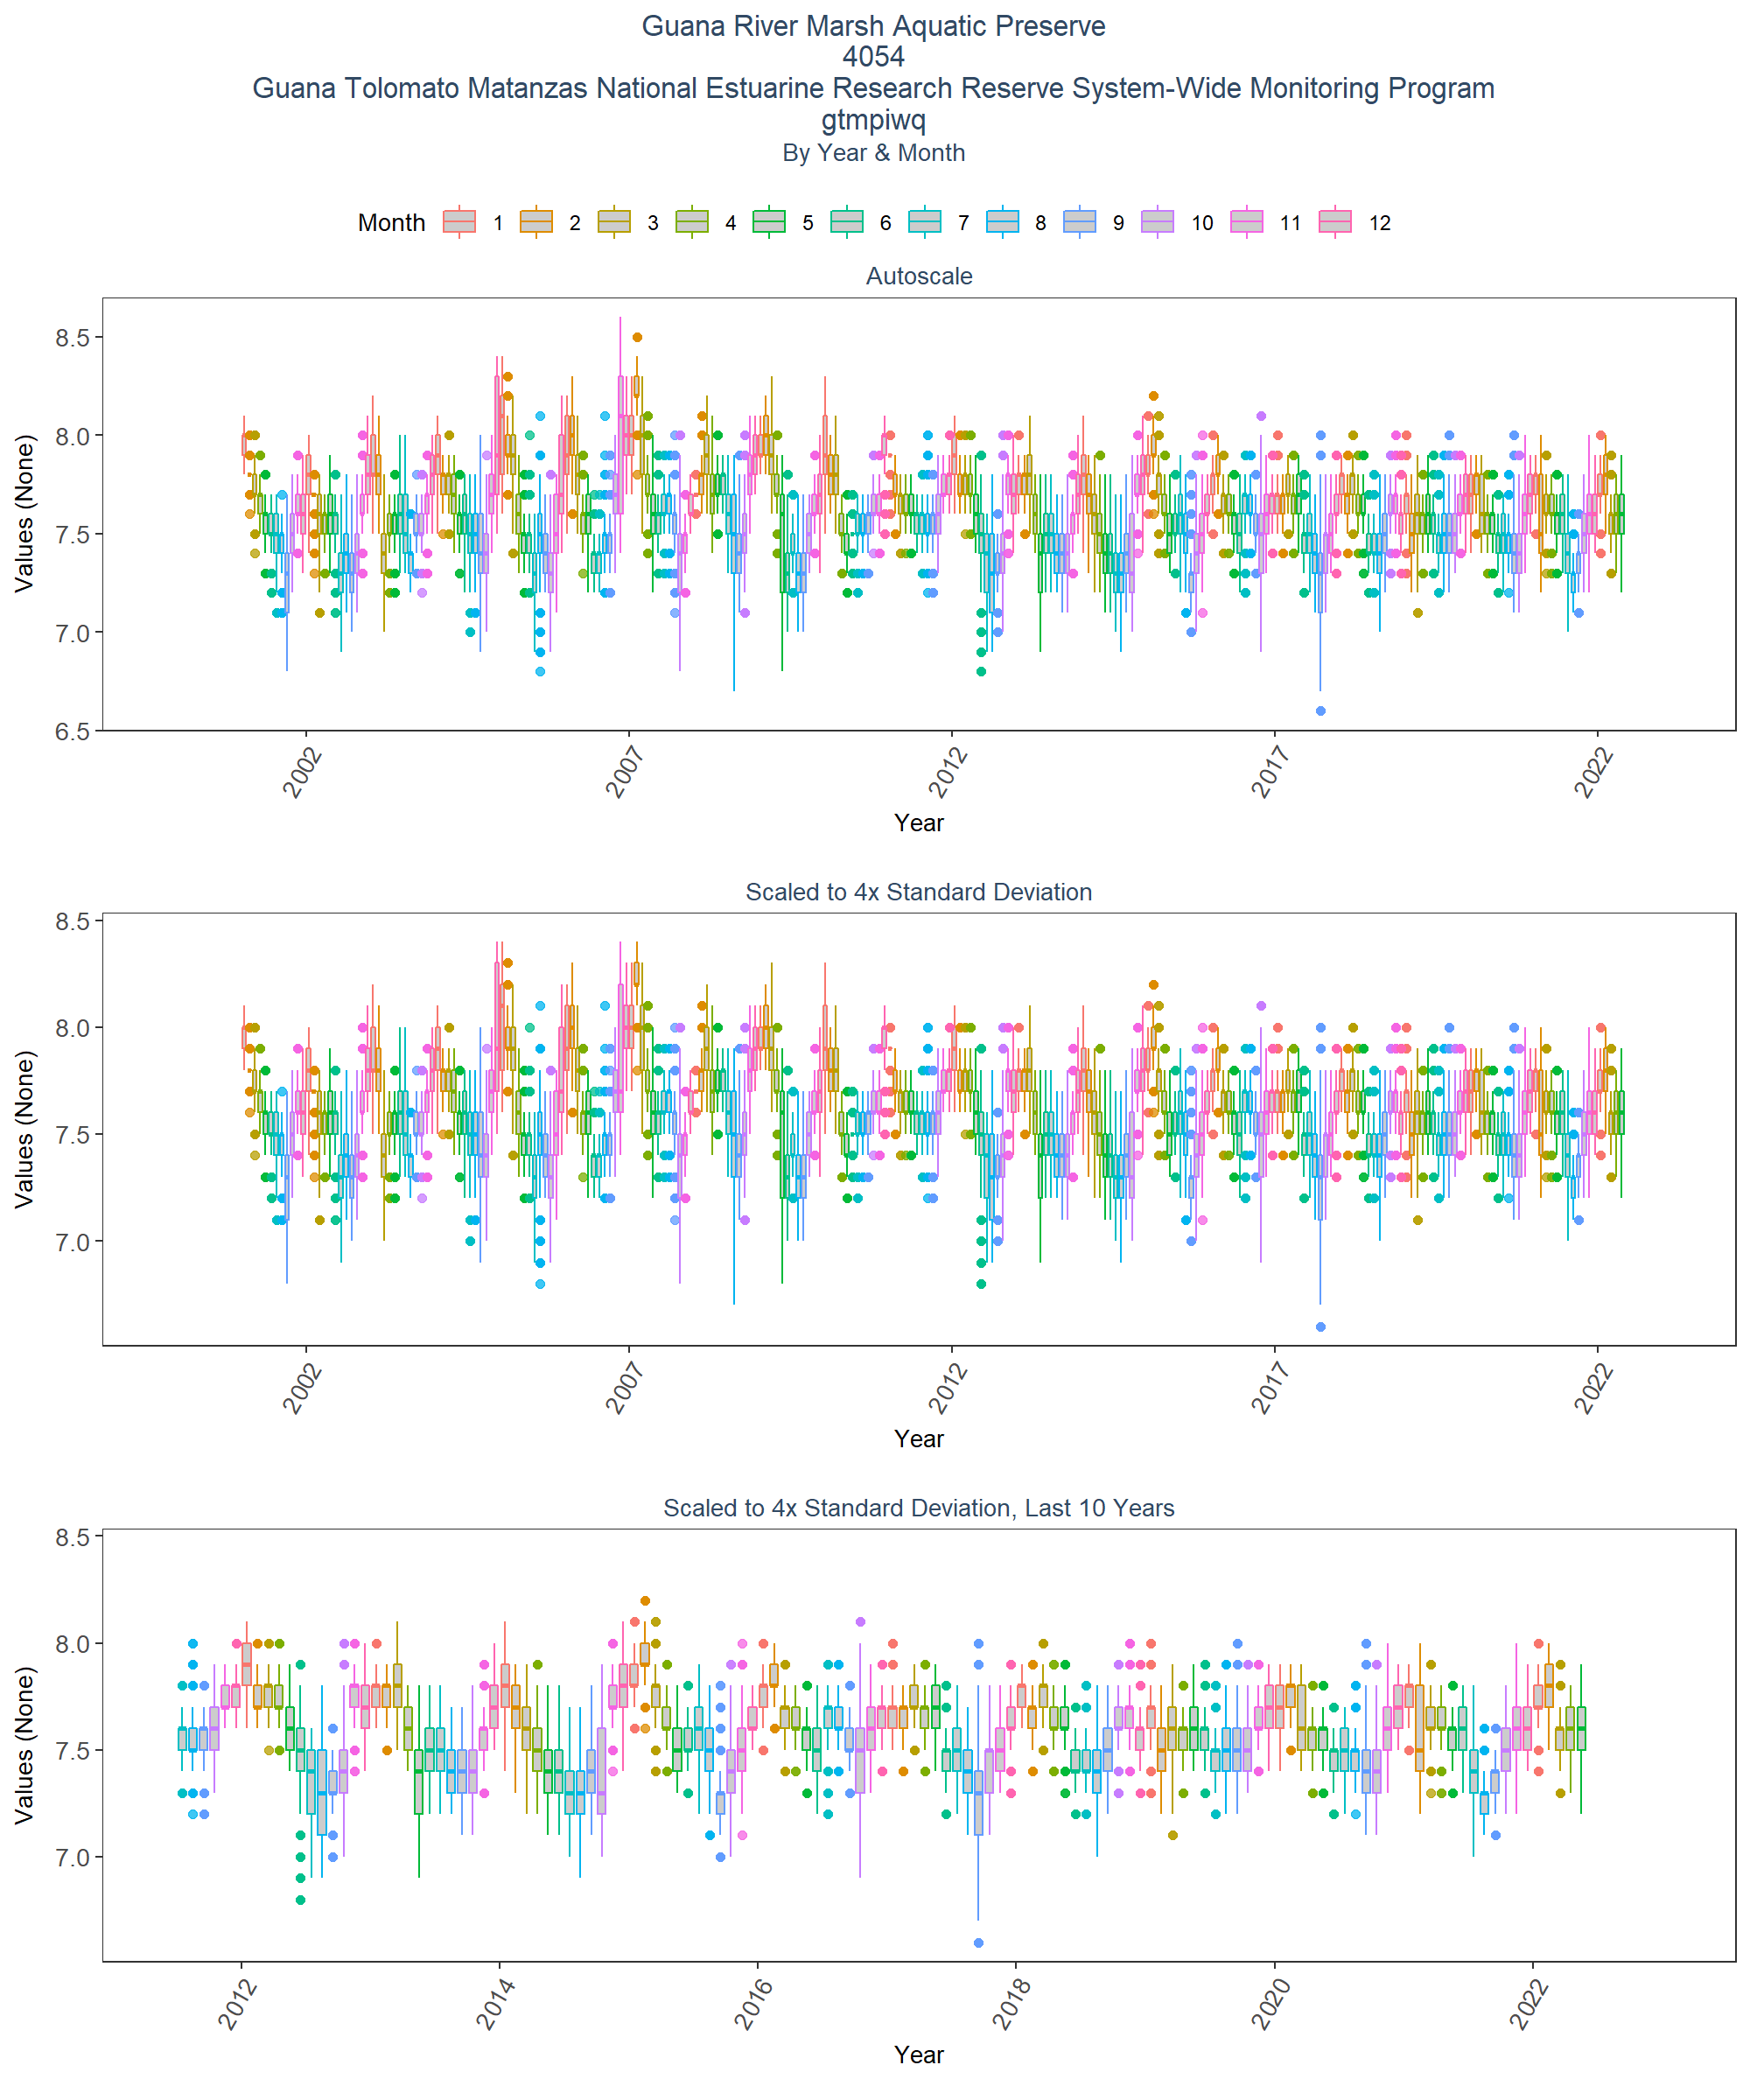 Guana River Marsh Aquatic Preserve
4054
Guana Tolomato Matanzas National Estuarine Research Reserve System-Wide Monitoring Program
gtmpiwq
By Year & Month
Month 1 2 3 4 5 6 7 8 9 10 11 12
Autoscale
Values (None)
8.5
8.0
7.5
7.0
6.5
2002 2007 2012 2017 2022
Year
Scaled to 4x Standard Deviation
Values (None)
8.5
8.0
7.5
7.0
2002 2007 2012 2017 2022
Year
Scaled to 4x Standard Deviation, Last 10 Years
Values (None)
8.5
8.0
7.5
7.0
2012 2014 2016 2018 2020 2022
Year